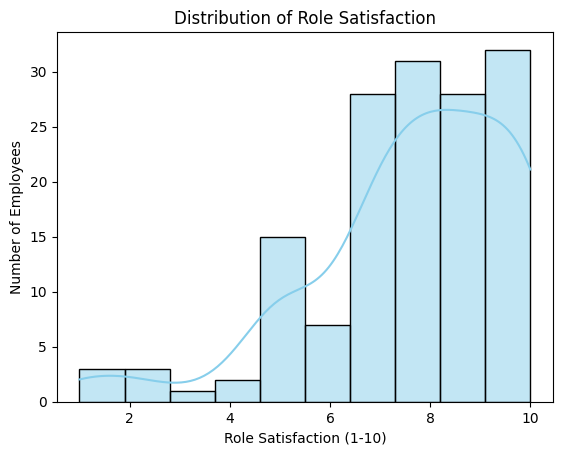 Distribution of Role Satisfaction
Number of Employees
30
25
20
15
10
5
0
2 4 6 8 10
Role Satisfaction (1-10)